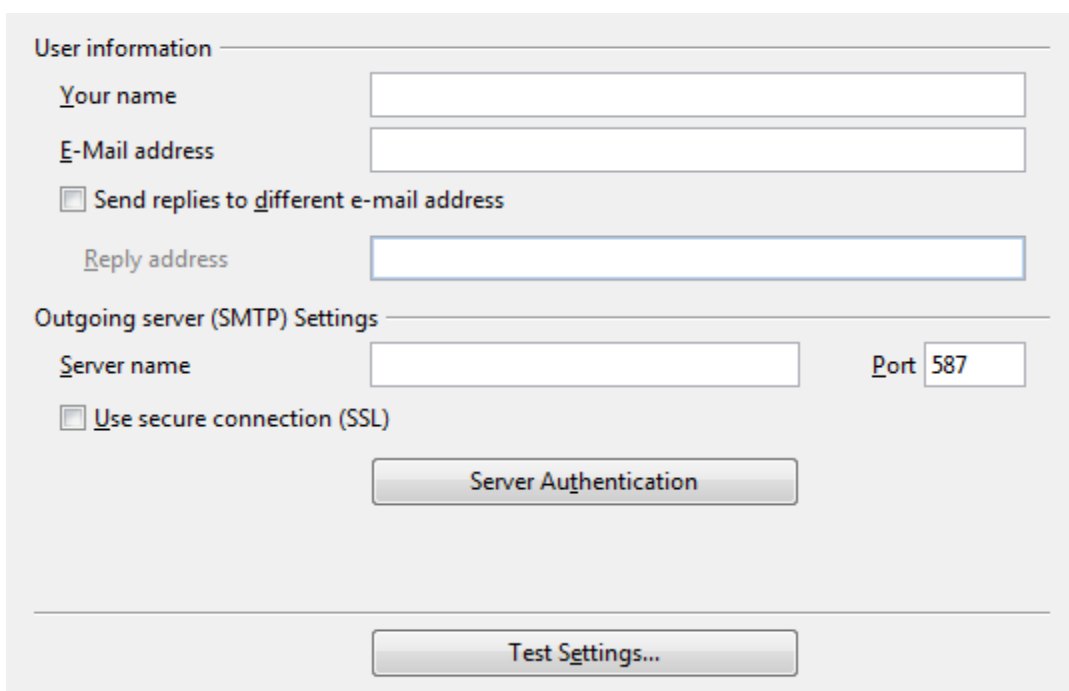 User information
Your name
E-Mail address
Send replies to different e-mail address
Reply address
Outgoing server (SMTP) Settings
Server name Port 587
Use secure connection (SSL)
Server Authentication
Test Settings...